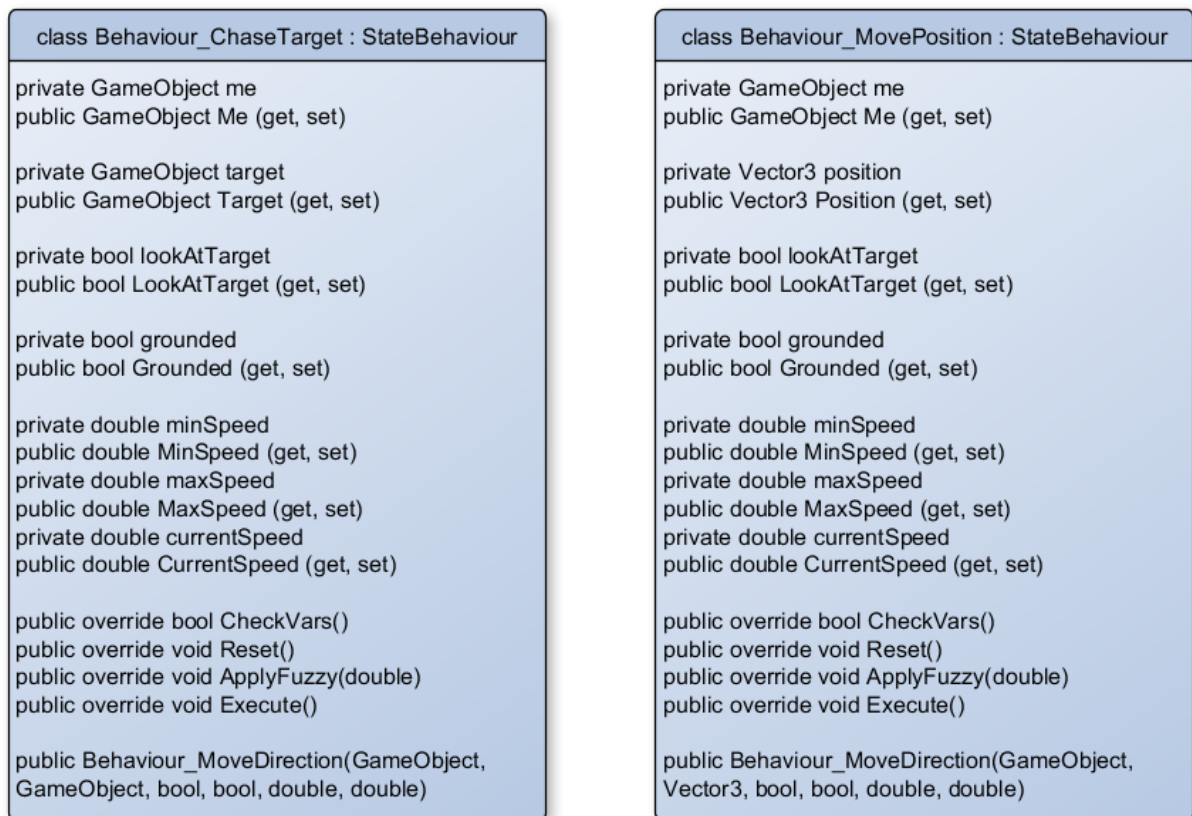 class Behaviour_ChaseTarget : StateBehaviour
private GameObject me
public GameObject Me (get, set)
private GameObject target
public GameObject Target (get, set)
private bool lookAtTarget
public bool LookAtTarget (get, set)
private bool grounded
public bool Grounded (get, set)
private double minSpeed
public double MinSpeed (get, set)
private double maxSpeed
public double MaxSpeed (get, set)
private double currentSpeed
public double CurrentSpeed (get, set)
public override bool CheckVars()
public override void Reset()
public override void ApplyFuzzy(double)
public override void Execute()
public Behaviour_MoveDirection(GameObject,
GameObject, bool, bool, double, double)
class Behaviour_MovePosition : StateBehaviour
private GameObject me
public GameObject Me (get, set)
private Vector3 position
public Vector3 Position (get, set)
private bool lookAtTarget
public bool LookAtTarget (get, set)
private bool grounded
public bool Grounded (get, set)
private double minSpeed
public double MinSpeed (get, set)
private double maxSpeed
public double MaxSpeed (get, set)
private double currentSpeed
public double CurrentSpeed (get, set)
public override bool CheckVars()
public override void Reset()
public override void ApplyFuzzy(double)
public override void Execute()
public Behaviour_MoveDirection(GameObject,
Vector3, bool, bool, double, double)